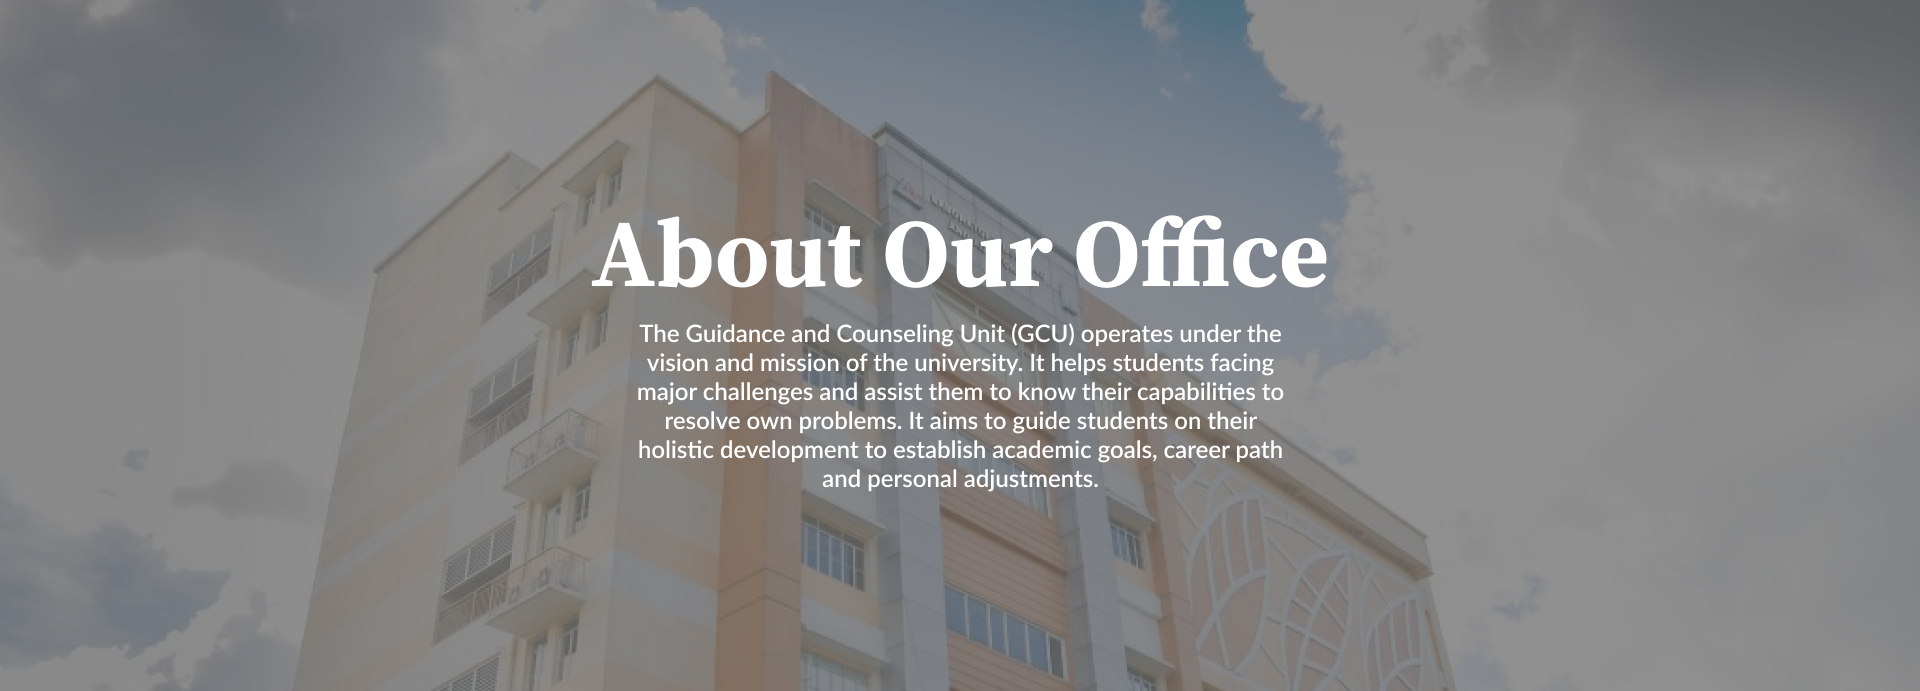 About Our Office
The Guidance and Counseling Unit (GCU) operates under the
vision and mission of the university. It helps students facing
major challenges and assist them to know their capabilities to
resolve own problems. It aims to guide students on their
holistic development to establish academic goals, career path
and personal adjustments.